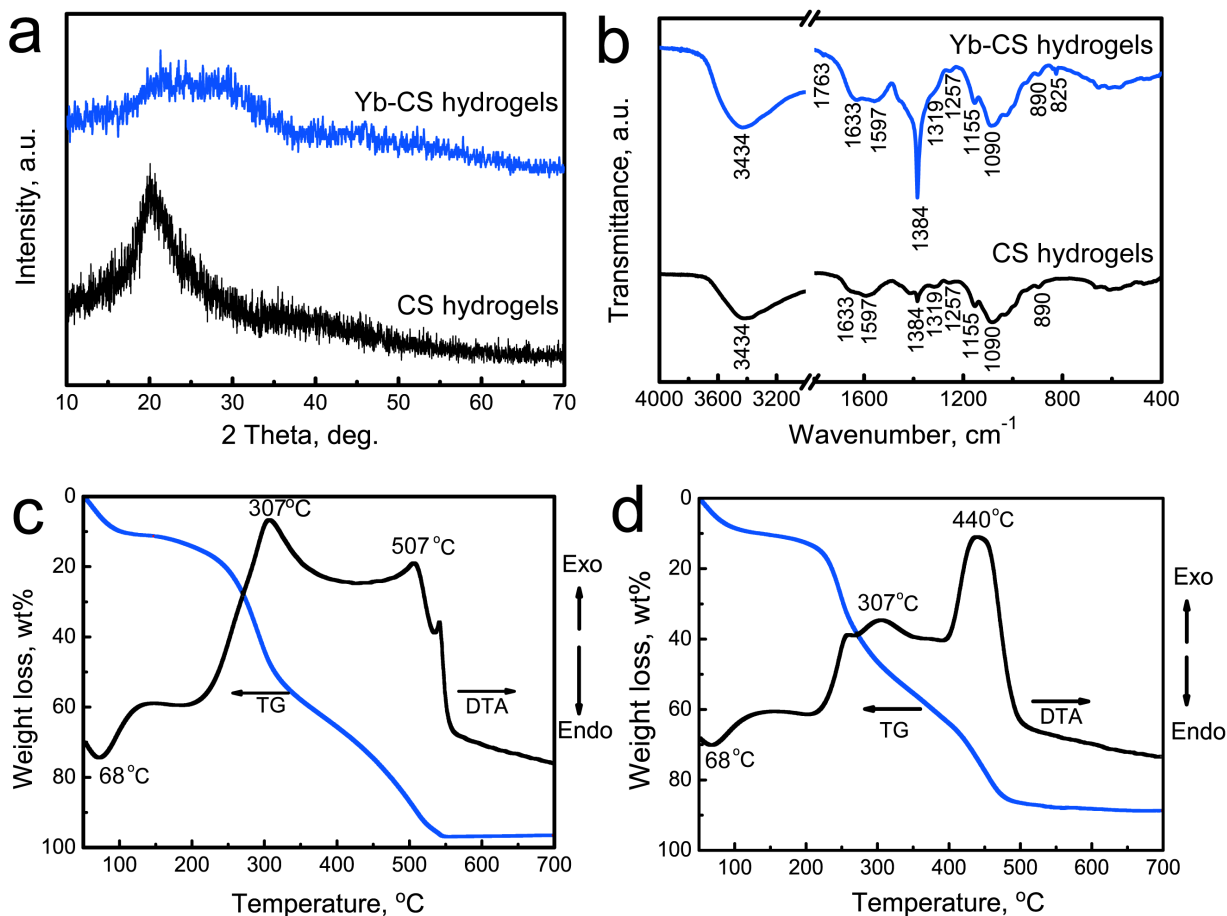 a
Intensity, a.u.
Yb-CS hydrogels
CS hydrogels
10 20 30 40 50 60 70
2 Theta, deg.
b
Transmittance, a.u.
Yb-CS hydrogels
3434
1763
1633
1597
1384
1319
1257
1155
1090
890
825
CS hydrogels
3434
1633
1597
1384
1319
1257
1155
1090
890
4000 3600 3200 1600 1200 800 400
Wavenumber, cm⁻¹
c
Weight loss, wt%
0
20
40
60
80
100
307°C
507 °C
68 °C
TG
DTA
Exo
Endo
100 200 300 400 500 600 700
Temperature, °C
d
Weight loss, wt%
0
20
40
60
80
100
440°C
307°C
68°C
TG
DTA
Exo
Endo
100 200 300 400 500 600 700
Temperature, °C